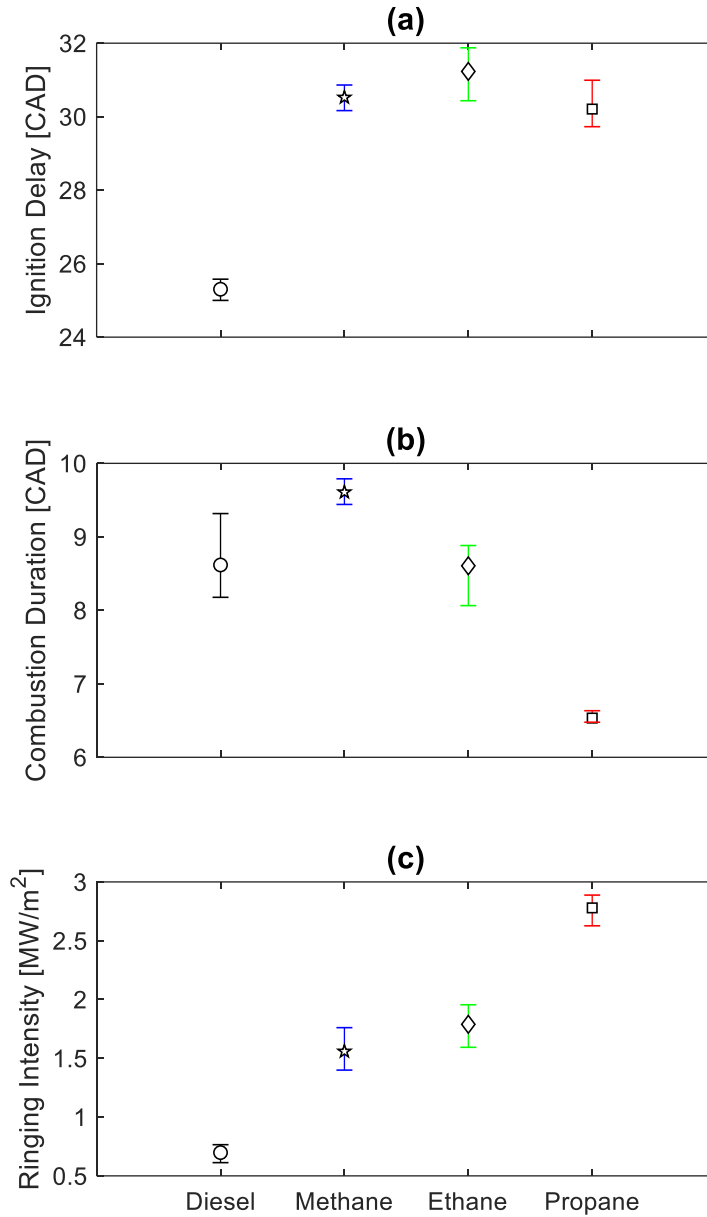 (a)
Ignition Delay [CAD]
32
30
28
26
24
(b)
Combustion Duration [CAD]
10
9
8
7
6
(c)
Ringing Intensity [MW/m²]
3
2.5
2
1.5
1
0.5
Diesel Methane Ethane Propane